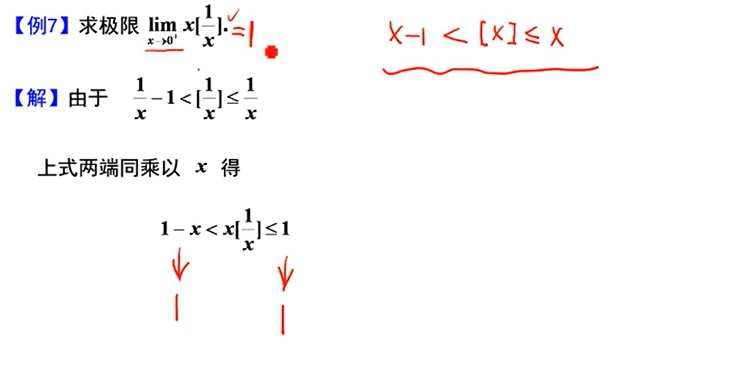 【例7】求极限 lim x→0⁺ x[1/x]. =1
x-1 < [x] ≤ x
【解】由于 1/x -1 < [1/x] ≤ 1/x
上式两端同乘以 x 得
1-x < x[1/x] ≤ 1
↓ ↓
1 1